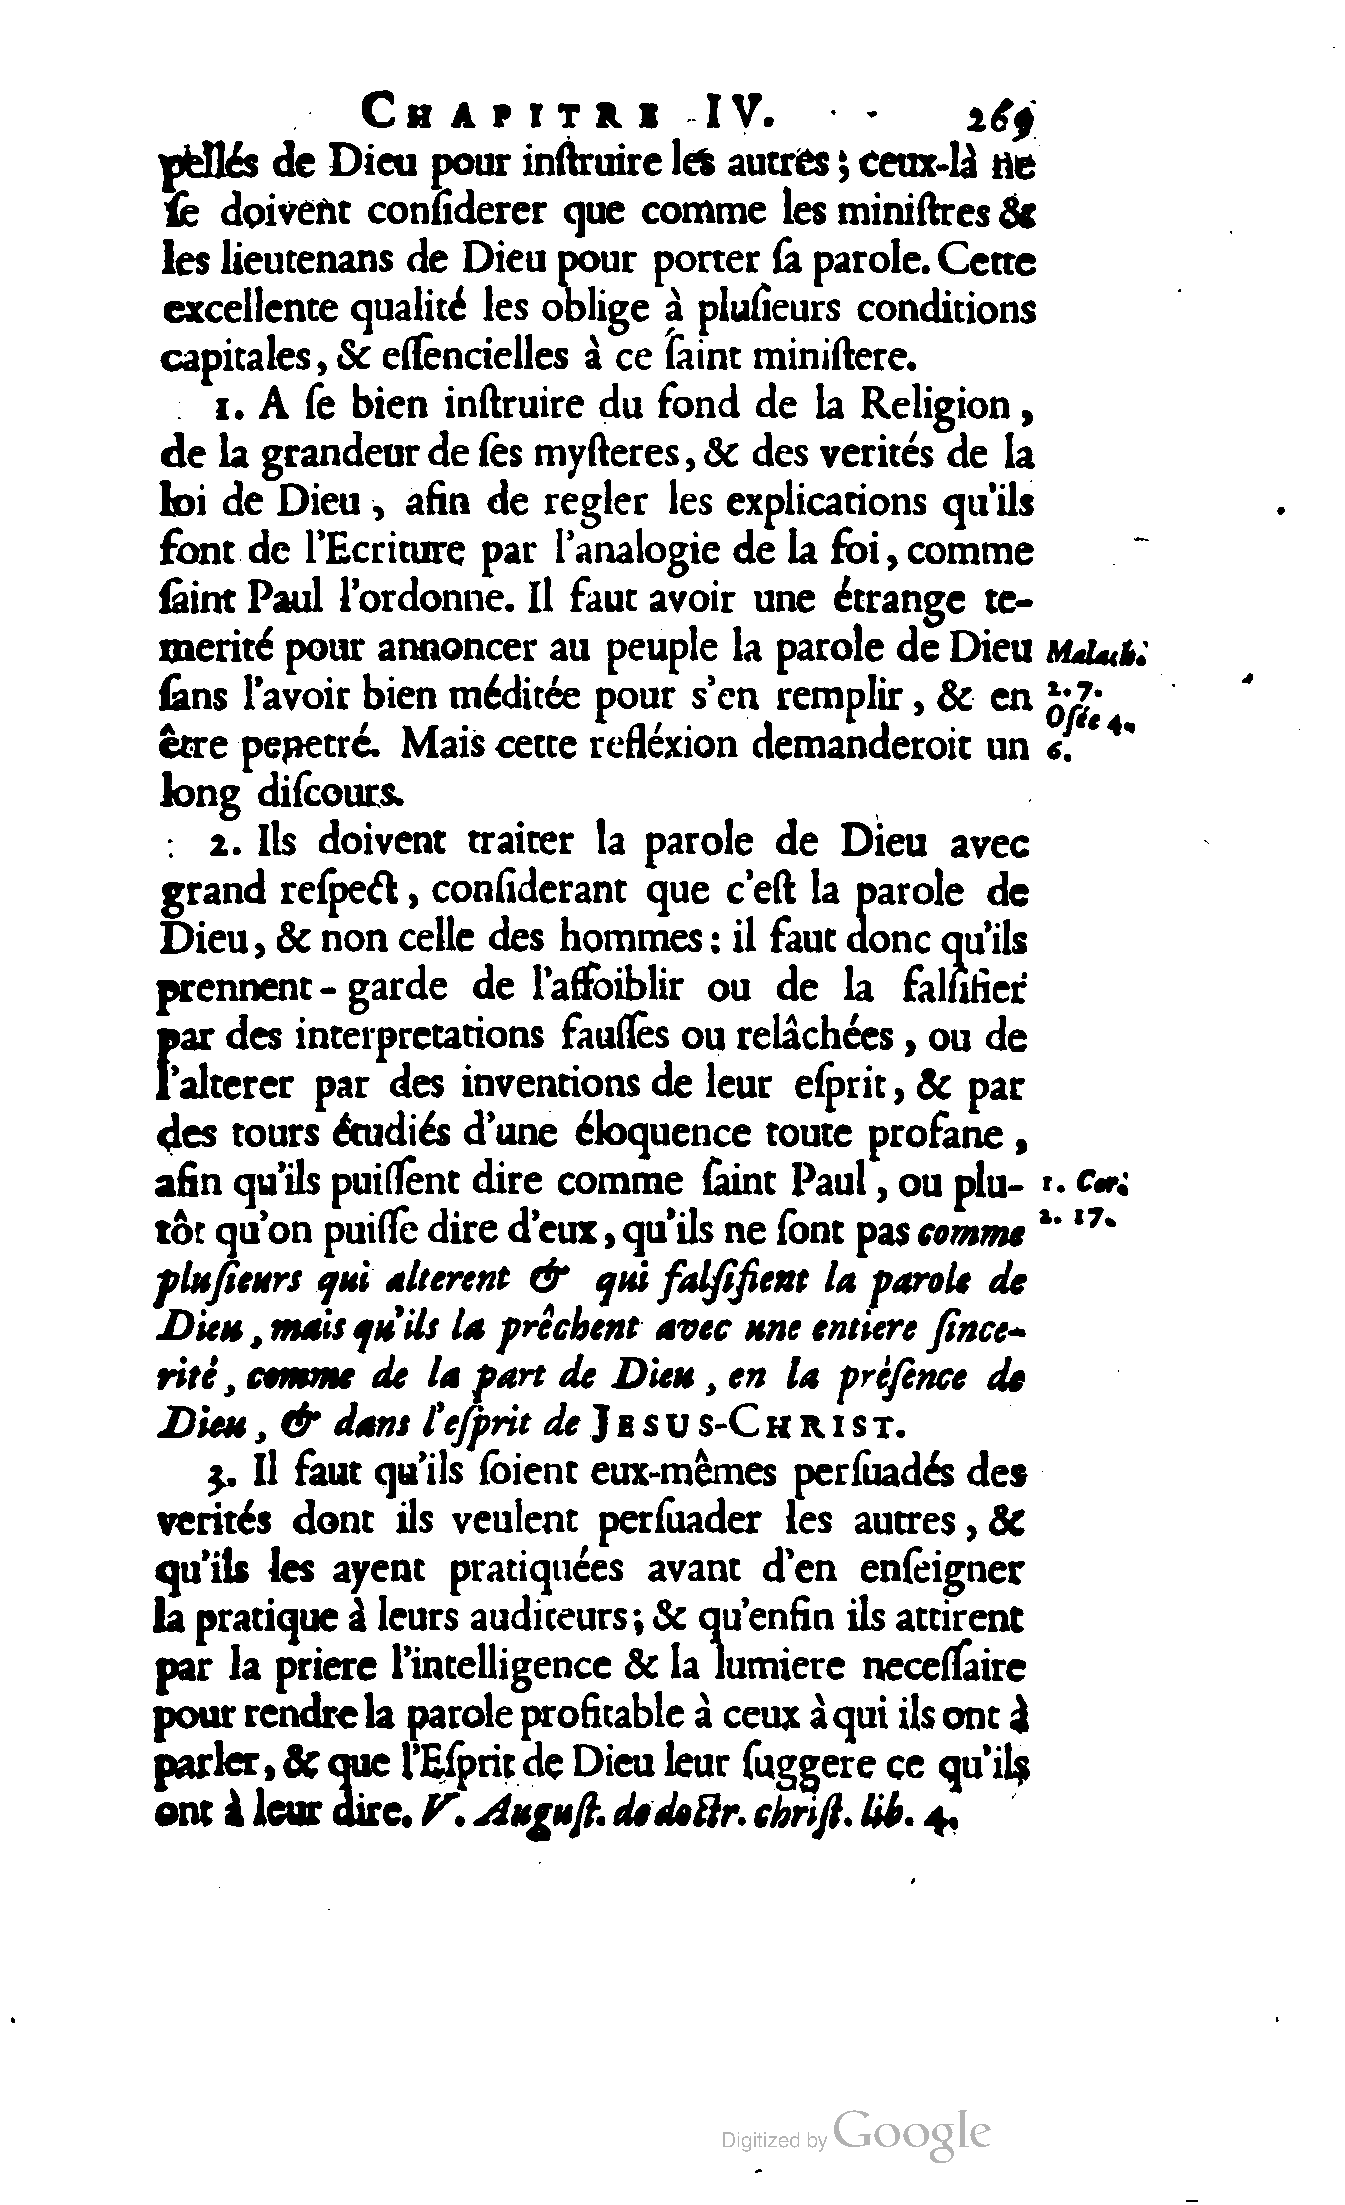 CHAPITRE IV. 269
pellés de Dieu pour inſtruire les autres ; ceux-là ne
ſe doivent conſiderer que comme les miniſtres &
les lieutenans de Dieu pour porter ſa parole. Cette
excellente qualité les oblige à pluſieurs conditions
capitales, & eſſencielles à ce ſaint miniſtere.
1. A ſe bien inſtruire du fond de la Religion,
de la grandeur de ſes myſteres, & des verités de la
loi de Dieu, afin de regler les explications qu'ils
font de l'Ecriture par l'analogie de la foi, comme
ſaint Paul l'ordonne. Il faut avoir une étrange te-
merité pour annoncer au peuple la parole de Dieu
ſans l'avoir bien méditée pour s'en remplir, & en
être penetré. Mais cette refléxion demanderoit un
long diſcours.
Malach.
2. 7.
Oſée 4.
6.
2. Ils doivent traiter la parole de Dieu avec
grand reſpect, conſiderant que c'eſt la parole de
Dieu, & non celle des hommes : il faut donc qu'ils
prennent-garde de l'affoiblir ou de la falſifier
par des interpretations fauſſes ou relâchées, ou de
l'alterer par des inventions de leur eſprit, & par
des tours étudiés d'une éloquence toute profane,
afin qu'ils puiſſent dire comme ſaint Paul, ou plu-
tôt qu'on puiſſe dire d'eux, qu'ils ne ſont pas comme
pluſieurs qui alterent & qui falſifient la parole de
Dieu, mais qu'ils la prêchent avec une entiere ſince-
rité, comme de la part de Dieu, en la préſence de
Dieu, & dans l'eſprit de JESUS-CHRIST.
1. Cor.
2. 17.
3. Il faut qu'ils ſoient eux-mêmes perſuadés des
verités dont ils veulent perſuader les autres, &
qu'ils les ayent pratiquées avant d'en enſeigner
la pratique à leurs auditeurs ; & qu'enfin ils attirent
par la priere l'intelligence & la lumiere neceſſaire
pour rendre la parole profitable à ceux à qui ils ont à
parler, & que l'Eſprit de Dieu leur ſuggere ce qu'ils
ont à leur dire. V. Auguſt. de doctr. chriſt. lib. 4.
Digitized by Google